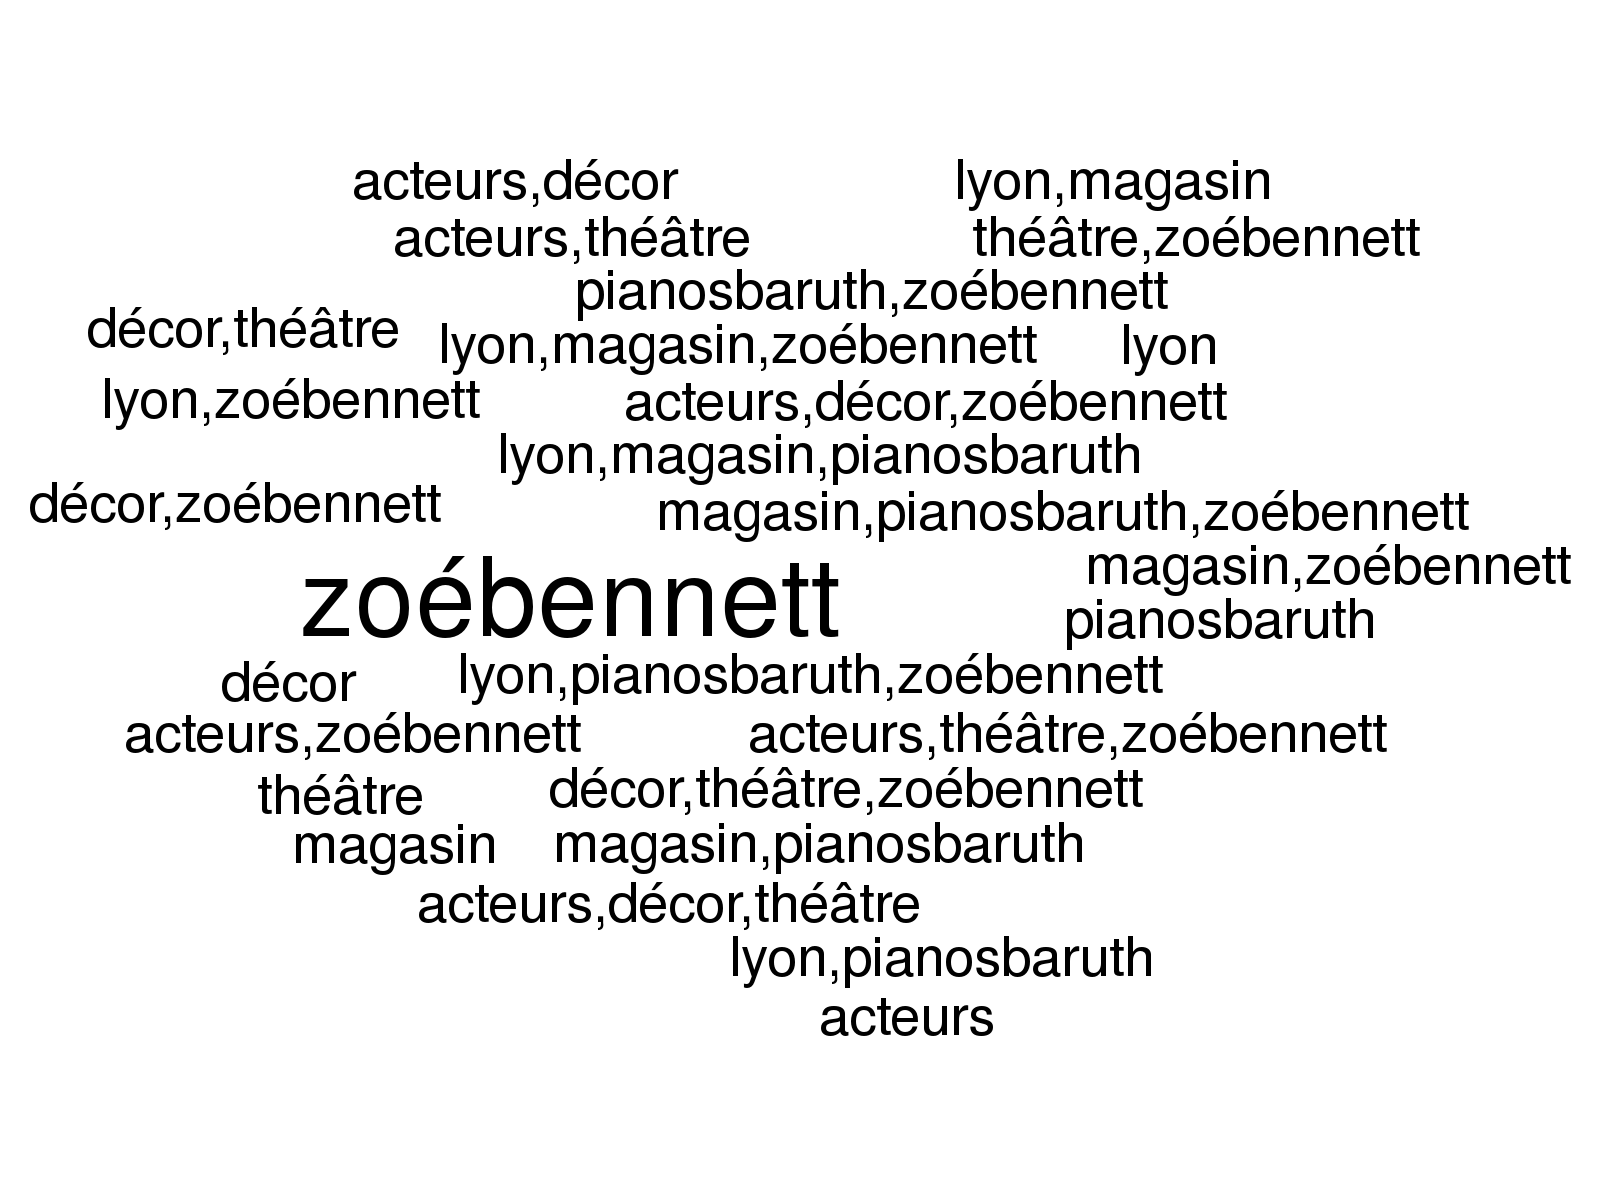 acteurs,décor
lyon,magasin
acteurs,théâtre
théâtre,zoébennett
pianosbaruth,zoébennett
décor,théâtre
lyon,magasin,zoébennett
lyon
lyon,zoébennett
acteurs,décor,zoébennett
lyon,magasin,pianosbaruth
décor,zoébennett
magasin,pianosbaruth,zoébennett
magasin,zoébennett
zoébennett
pianosbaruth
décor
lyon,pianosbaruth,zoébennett
acteurs,zoébennett
acteurs,théâtre,zoébennett
théâtre
décor,théâtre,zoébennett
magasin
magasin,pianosbaruth
acteurs,décor,théâtre
lyon,pianosbaruth
acteurs